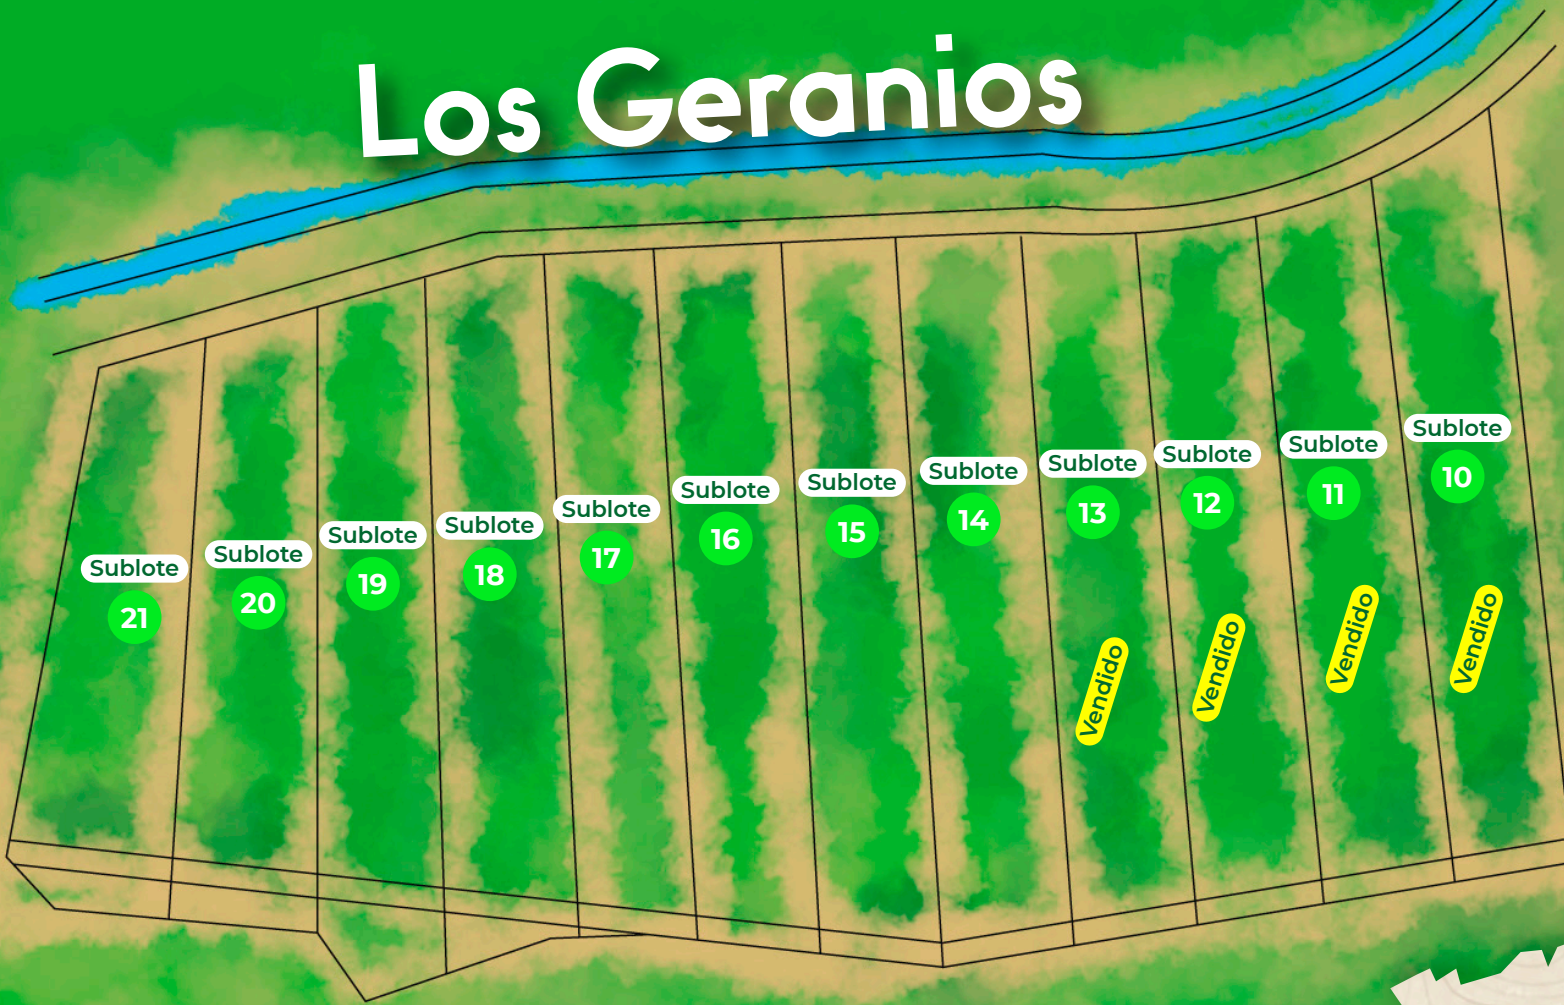 Los Geranios
Sublote
21
Sublote
20
Sublote
19
Sublote
18
Sublote
17
Sublote
16
Sublote
15
Sublote
14
Sublote
13
Vendido
Sublote
12
Vendido
Sublote
11
Vendido
Sublote
10
Vendido